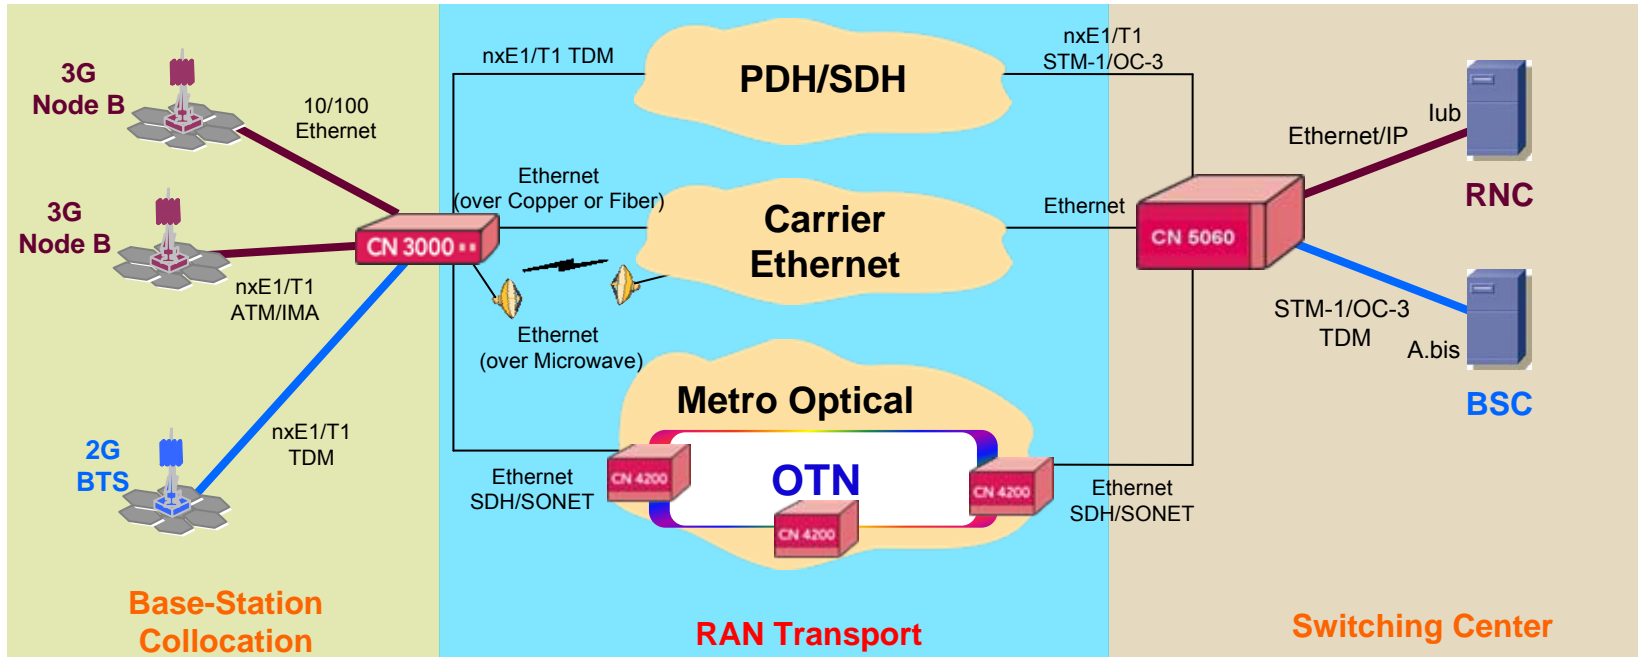 3G
Node B
10/100
Ethernet
3G
Node B
nxE1/T1
ATM/IMA
2G
BTS
nxE1/T1
TDM
CN 3000
Base-Station
Collocation
nxE1/T1 TDM
PDH/SDH
nxE1/T1
STM-1/OC-3
Ethernet
(over Copper or Fiber)
Carrier
Ethernet
Ethernet
Ethernet
(over Microwave)
Metro Optical
OTN
CN 4200
CN 4200
CN 4200
Ethernet
SDH/SONET
Ethernet
SDH/SONET
RAN Transport
CN 5060
Iub
Ethernet/IP
RNC
STM-1/OC-3
TDM
A.bis
BSC
Switching Center